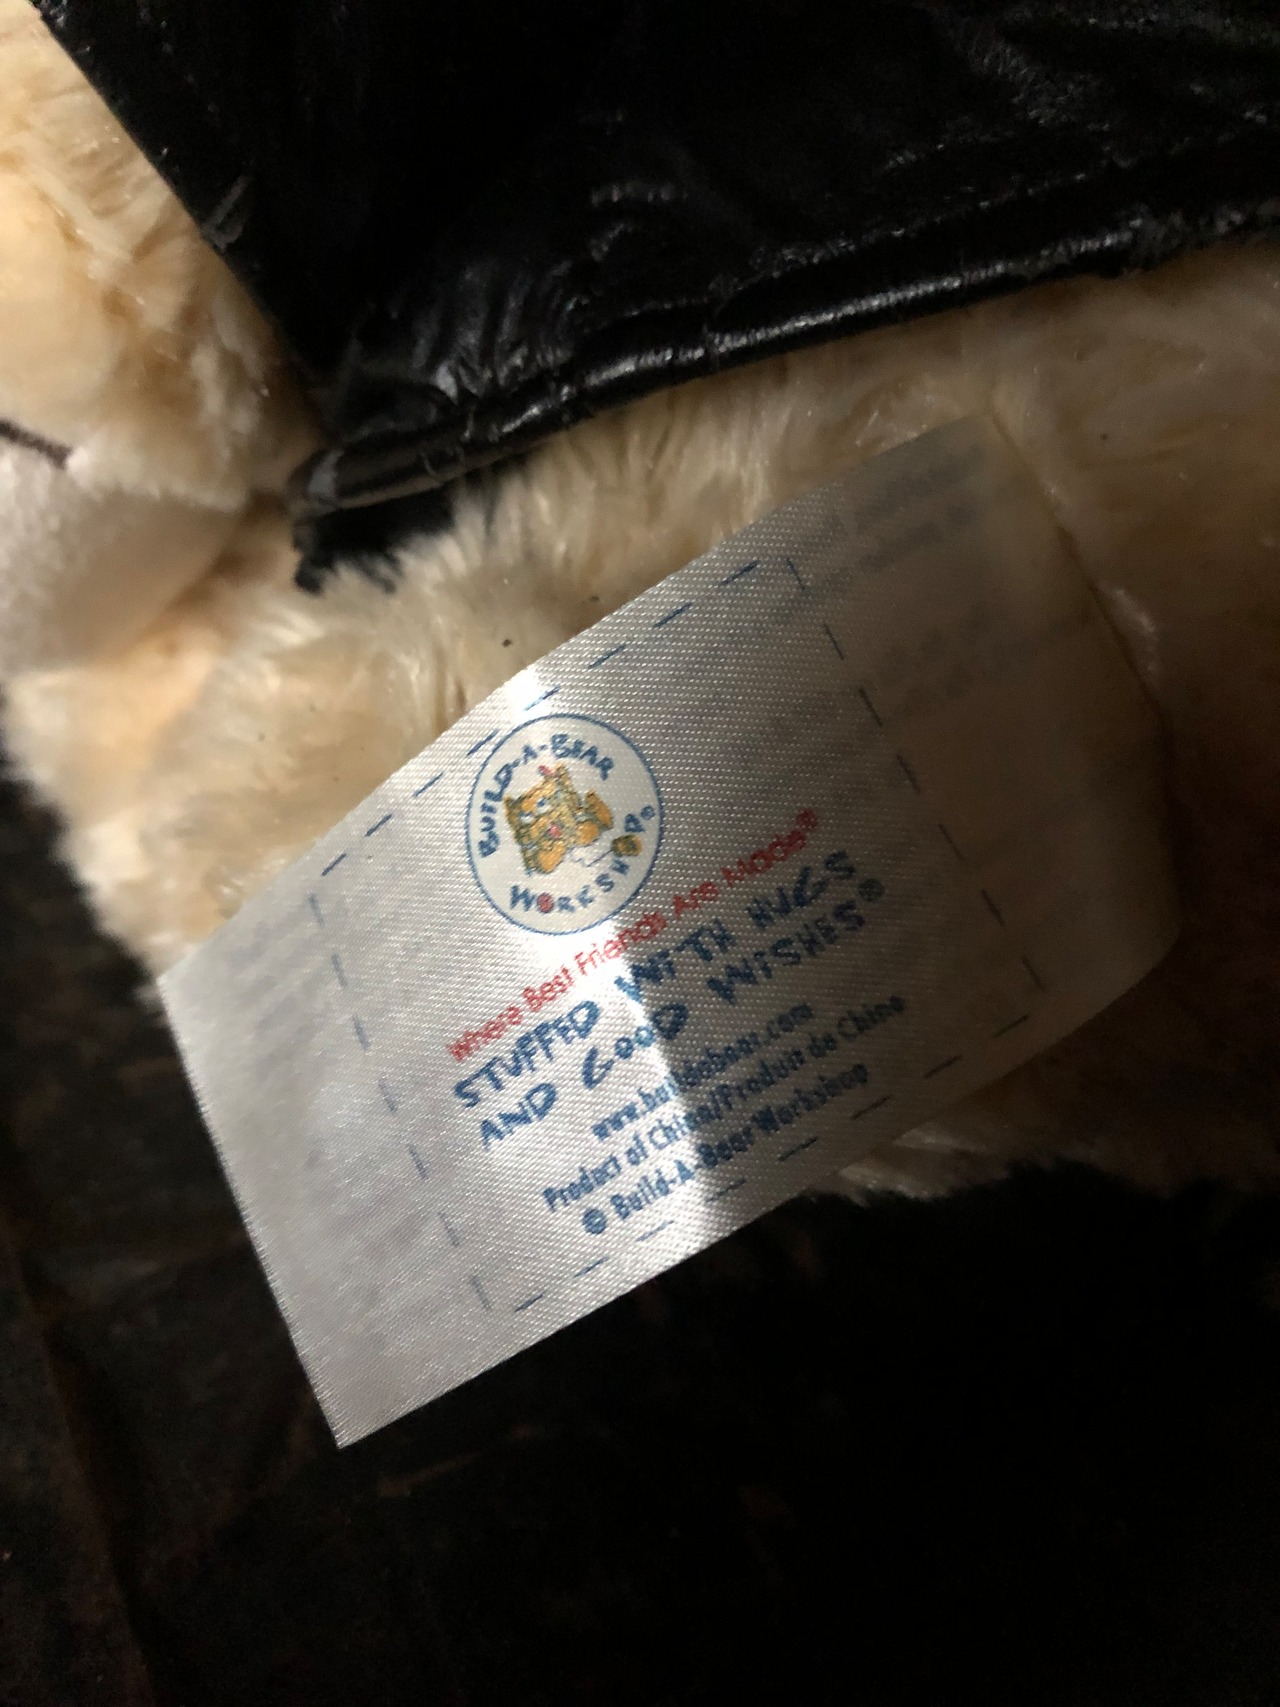 BUILD-A-BEAR
WORKSHOP®
Where Best Friends Are Made®
STUFFED WITH HUGS
AND GOOD WISHES®
www.buildabear.com
Product of China/Produit de Chine
© Build-A-Bear Workshop